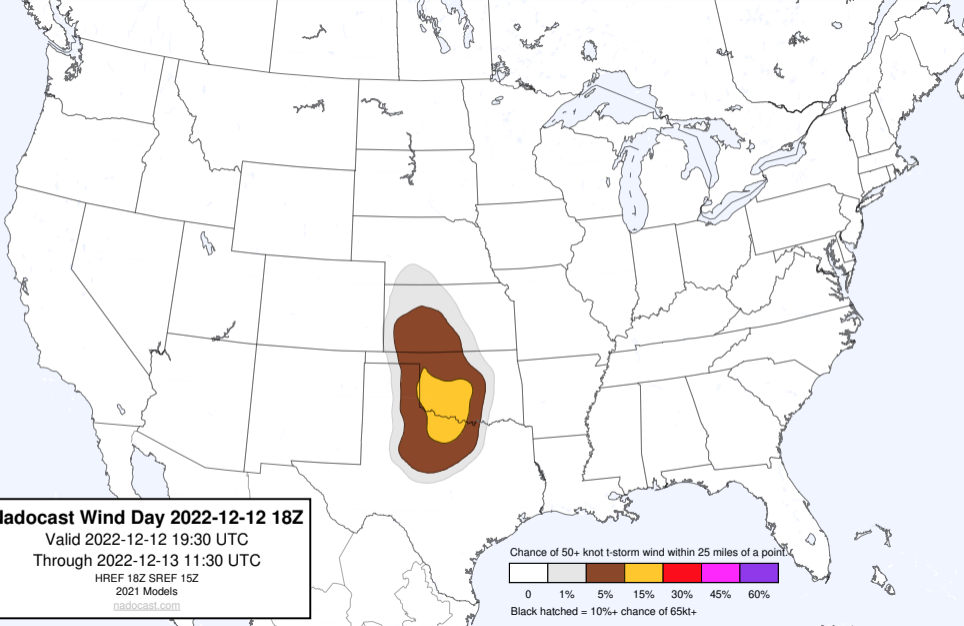 Nadocast Wind Day 2022-12-12 18Z
Valid 2022-12-12 19:30 UTC
Through 2022-12-13 11:30 UTC
HREF 18Z SREF 15Z
2021 Models
nadocast.com
Chance of 50+ knot t-storm wind within 25 miles of a point.
0 1% 5% 15% 30% 45% 60%
Black hatched = 10%+ chance of 65kt+